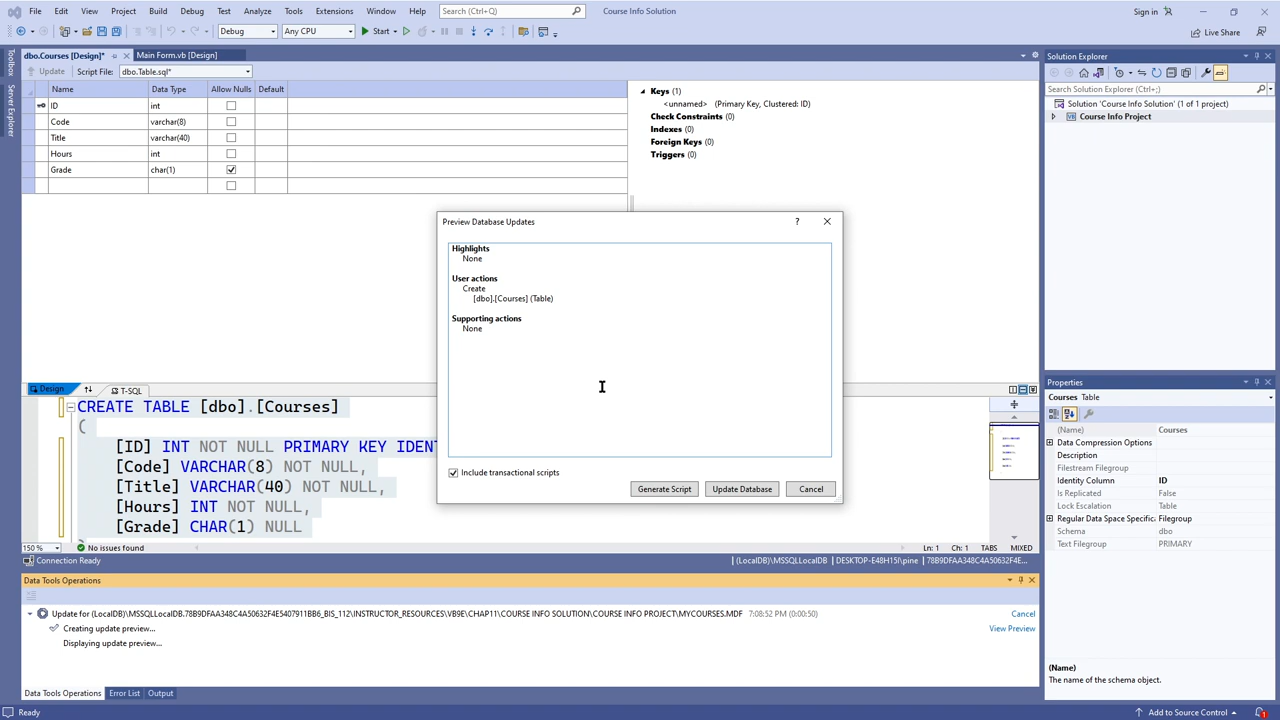 File Edit View Project Build Debug Test Analyze Tools Extensions Window Help Search (Ctrl+;) Course Info Solution Sign in
Debug Any CPU Start Live Share
dbo.Courses [Design]* Main Form.vb [Design]
Update Script File: dbo.Table.sql*
Toolbox
Server Explorer
Name Data Type Allow Nulls Default
ID int
Code varchar(8)
Title varchar(40)
Hours int
Grade char(1)
Keys (1)
<unnamed> (Primary Key, Clustered: ID)
Check Constraints (0)
Indexes (0)
Foreign Keys (0)
Triggers (0)
Solution Explorer
Search Solution Explorer (Ctrl+;)
Solution 'Course Info Solution' (1 of 1 project)
Course Info Project
Preview Database Updates
Highlights
None
User actions
Create
[dbo].[Courses] (Table)
Supporting actions
None
Include transactional scripts
Generate Script Update Database Cancel
Design T-SQL
CREATE TABLE [dbo].[Courses]
(
[ID] INT NOT NULL PRIMARY KEY IDENT
[Code] VARCHAR(8) NOT NULL,
[Title] VARCHAR(40) NOT NULL,
[Hours] INT NOT NULL,
[Grade] CHAR(1) NULL
150 % No issues found Ln: 1 Ch: 1 TABS MIXED
Connection Ready (LocalDB)\MSSQLLocalDB DESKTOP-E48H15I\pine 78B9DFAA348C4A50632F4E...
Properties
Courses Table
(Name) Courses
Data Compression Options
Description
Filestream Filegroup
Identity Column ID
Is Replicated False
Lock Escalation Table
Regular Data Space Specific Filegroup
Schema dbo
Text Filegroup PRIMARY
(Name)
The name of the schema object.
Data Tools Operations
Update for (LocalDB)\MSSQLLocalDB.78B9DFAA348C4A50632F4E5407911BB6_BIS_112\INSTRUCTOR_RESOURCES\VB9E\CHAP11\COURSE INFO SOLUTION\COURSE INFO PROJECT\MYCOURSES.MDF 7:08:52 PM (0:00:50) Cancel
Creating update preview... View Preview
Displaying update preview...
Data Tools Operations Error List Output
Ready Add to Source Control 1